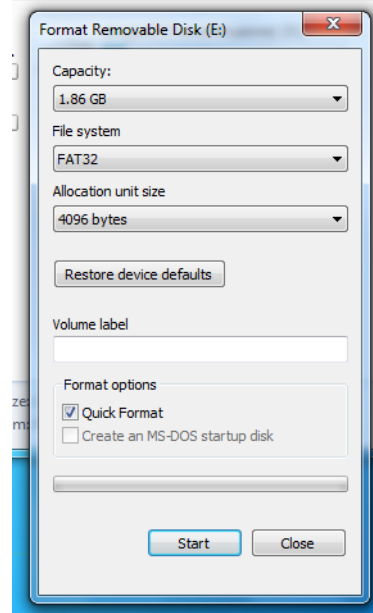 Format Removable Disk (E:)
Capacity:
1.86 GB
File system
FAT32
Allocation unit size
4096 bytes
Restore device defaults
Volume label
Format options
Quick Format
Create an MS-DOS startup disk
Start
Close